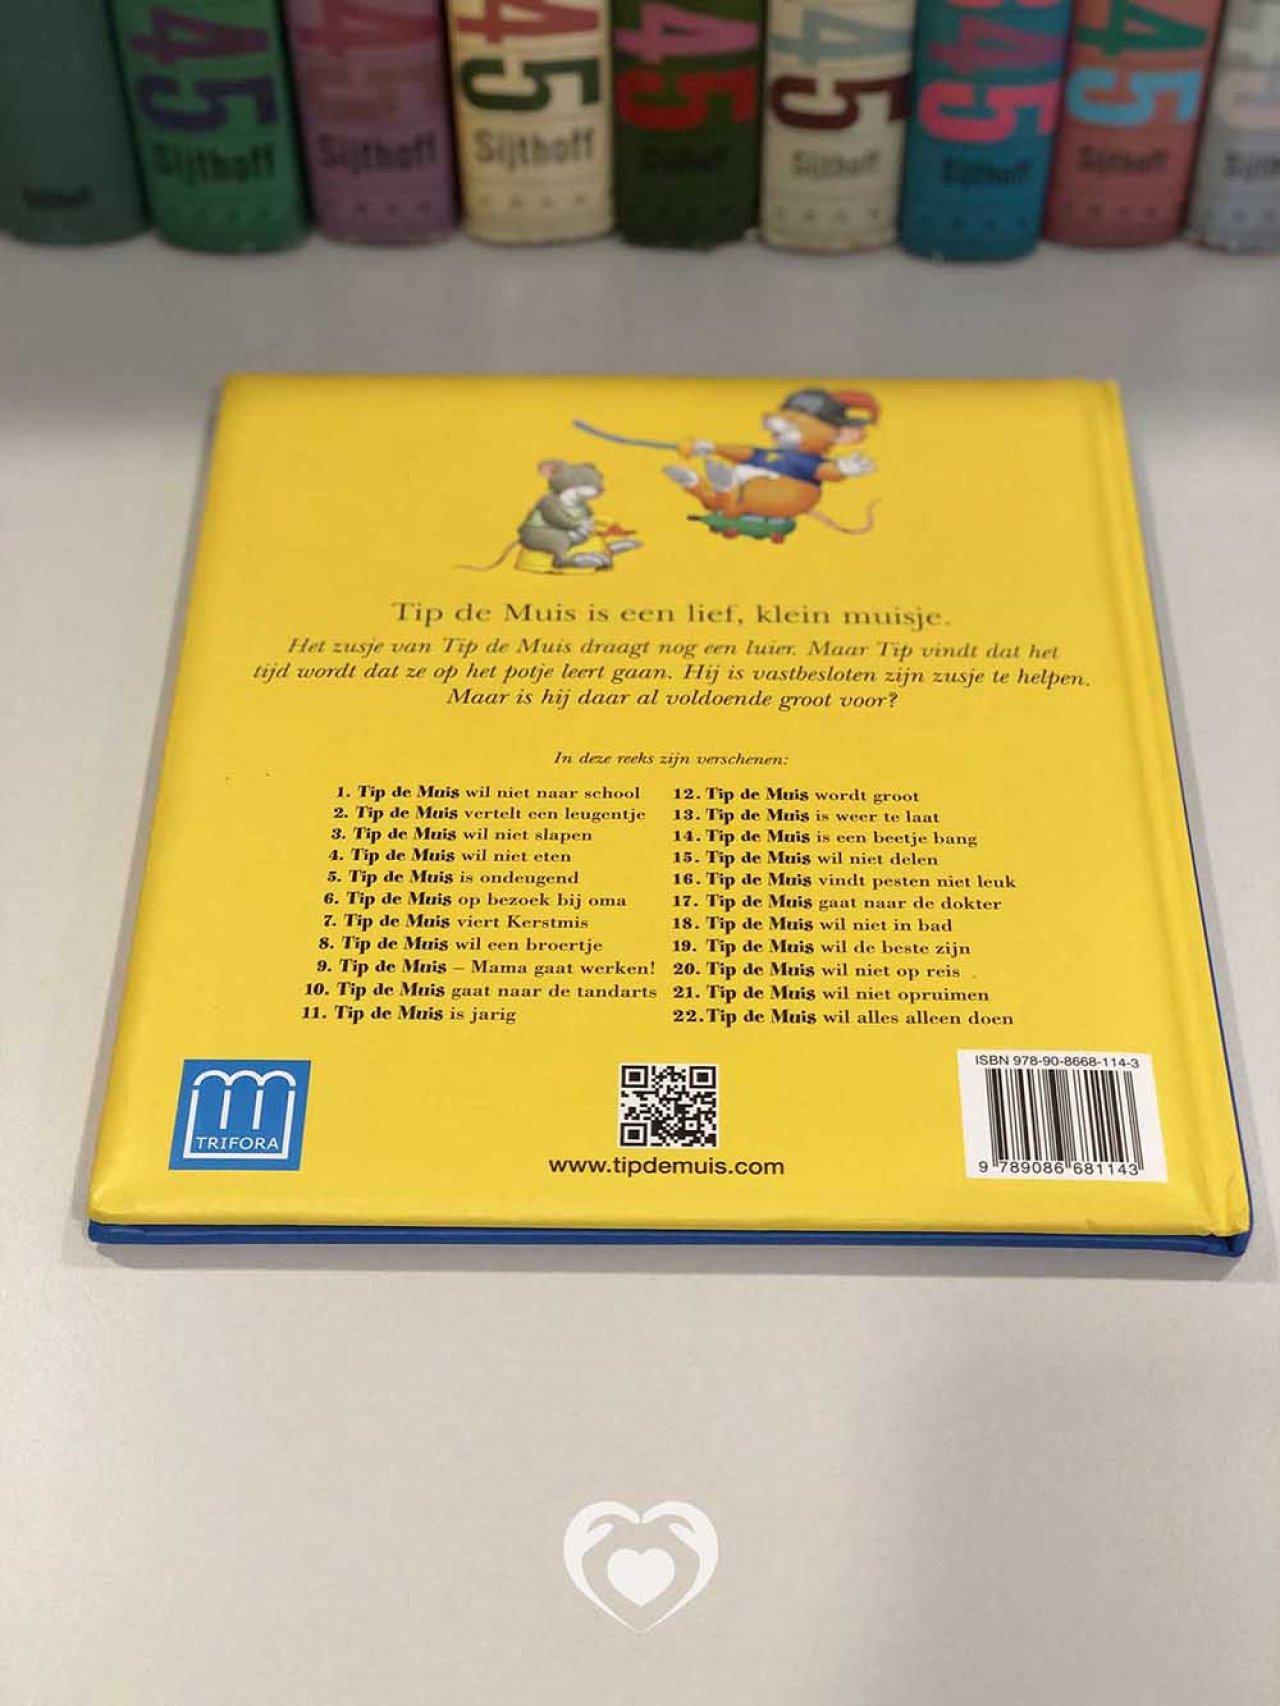 45
Sijthoff
45
Sijthoff
45
Sijthoff
45
45
Sijthoff
345
Sijthoff
45
Sijthoff
Tip de Muis is een lief, klein muisje.
Het zusje van Tip de Muis draagt nog een luier. Maar Tip vindt dat het
tijd wordt dat ze op het potje leert gaan. Hij is vastbesloten zijn zusje te helpen.
Maar is hij daar al voldoende groot voor?
In deze reeks zijn verschenen:
1. Tip de Muis wil niet naar school
2. Tip de Muis vertelt een leugentje
3. Tip de Muis wil niet slapen
4. Tip de Muis wil niet eten
5. Tip de Muis is ondeugend
6. Tip de Muis op bezoek bij oma
7. Tip de Muis viert Kerstmis
8. Tip de Muis wil een broertje
9. Tip de Muis – Mama gaat werken!
10. Tip de Muis gaat naar de tandarts
11. Tip de Muis is jarig
12. Tip de Muis wordt groot
13. Tip de Muis is weer te laat
14. Tip de Muis is een beetje bang
15. Tip de Muis wil niet delen
16. Tip de Muis vindt pesten niet leuk
17. Tip de Muis gaat naar de dokter
18. Tip de Muis wil niet in bad
19. Tip de Muis wil de beste zijn
20. Tip de Muis wil niet op reis
21. Tip de Muis wil niet opruimen
22. Tip de Muis wil alles alleen doen
TRIFORA
www.tipdemuis.com
ISBN 978-90-8668-114-3
9 789086 681143